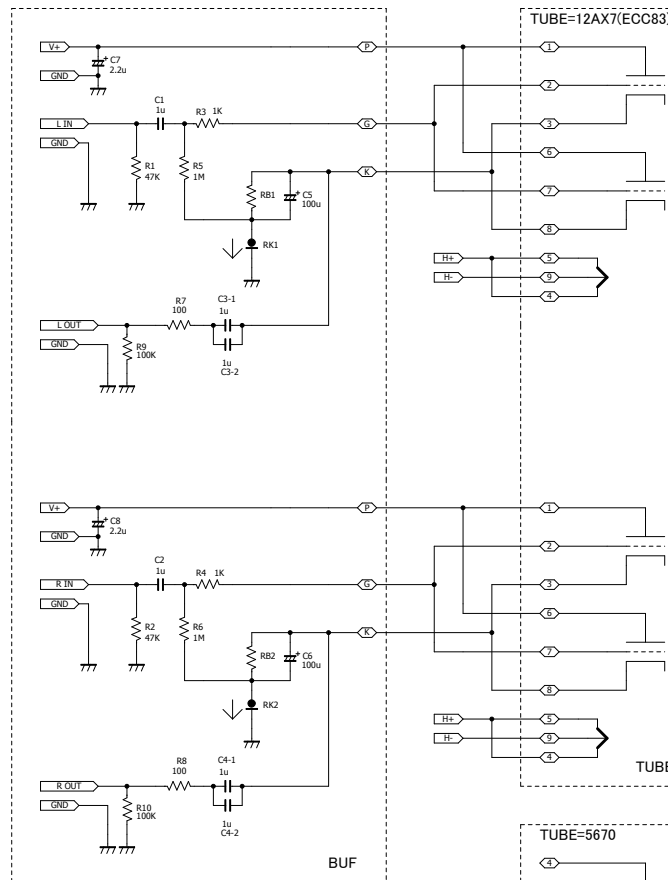 TUBE=12AX7(ECC83)
V+
P
1
C7
2.2u
GND
2
C1
1u
R3 1K
L IN
G
3
GND
6
R1
47K
R5
1M
K
RB1
C5
100u
7
8
RK1
H+
5
H-
9
4
R7
100
C3-1
1u
L OUT
GND
R9
100K
1u
C3-2
V+
P
1
C8
2.2u
GND
2
C2
1u
R4 1K
R IN
G
3
GND
6
R2
47K
R6
1M
K
RB2
C6
100u
7
8
RK2
H+
5
H-
9
4
R8
100
C4-1
1u
TUBE
R OUT
GND
R10
100K
1u
C4-2
TUBE=5670
BUF
4